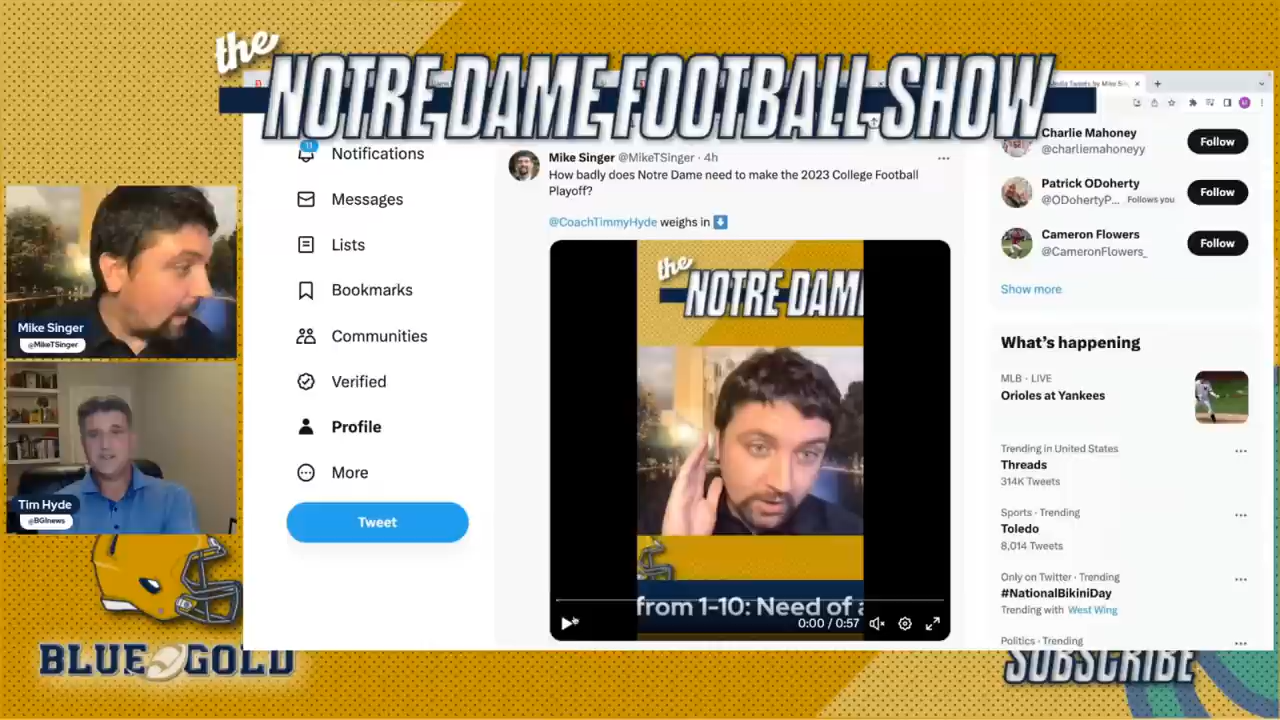 the
NOTRE DAME FOOTBALL SHOW
11
Notifications
Messages
Lists
Bookmarks
Communities
Verified
Profile
More
Tweet
Mike Singer @MikeTSinger · 4h
How badly does Notre Dame need to make the 2023 College Football
Playoff?
@CoachTimmyHyde weighs in
the
NOTRE DAM
from 1-10: Need of a
0:00 / 0:57
Charlie Mahoney
@charliemahoneyy
Follow
Patrick ODoherty
@ODohertyP... Follows you
Follow
Cameron Flowers
@CameronFlowers_
Follow
Show more
What's happening
MLB · LIVE
Orioles at Yankees
Trending in United States
Threads
314K Tweets
Sports · Trending
Toledo
8,014 Tweets
Only on Twitter · Trending
#NationalBikiniDay
Trending with West Wing
Politics · Trending
Mike Singer
@MikeTSinger
Tim Hyde
@BGInews
BLUE GOLD
SUBSCRIBE